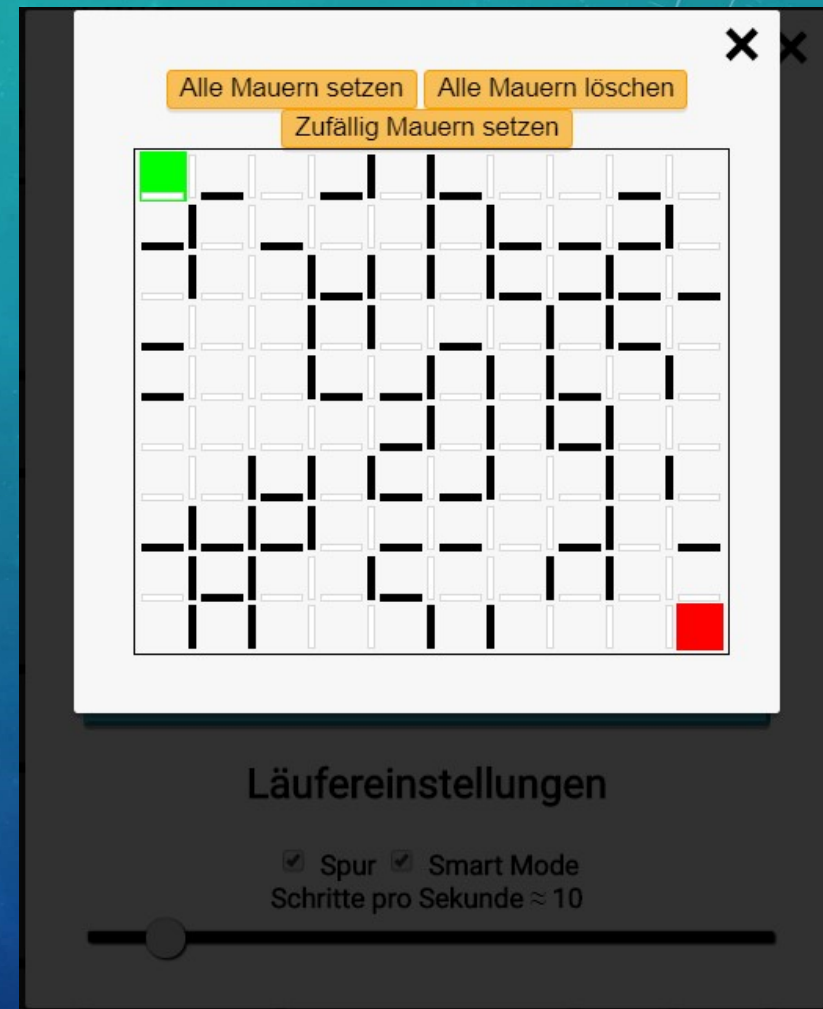 Alle Mauern setzen Alle Mauern löschen
Zufällig Mauern setzen
Läufereinstellungen
Spur Smart Mode
Schritte pro Sekunde ≈ 10